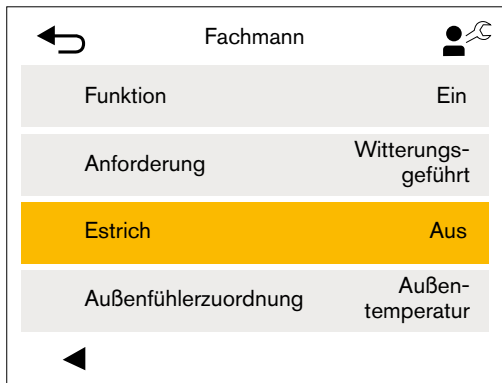 Fachmann
Funktion Ein
Anforderung Witterungs-
geführt
Estrich Aus
Außenfühlerzuordnung Außen-
temperatur